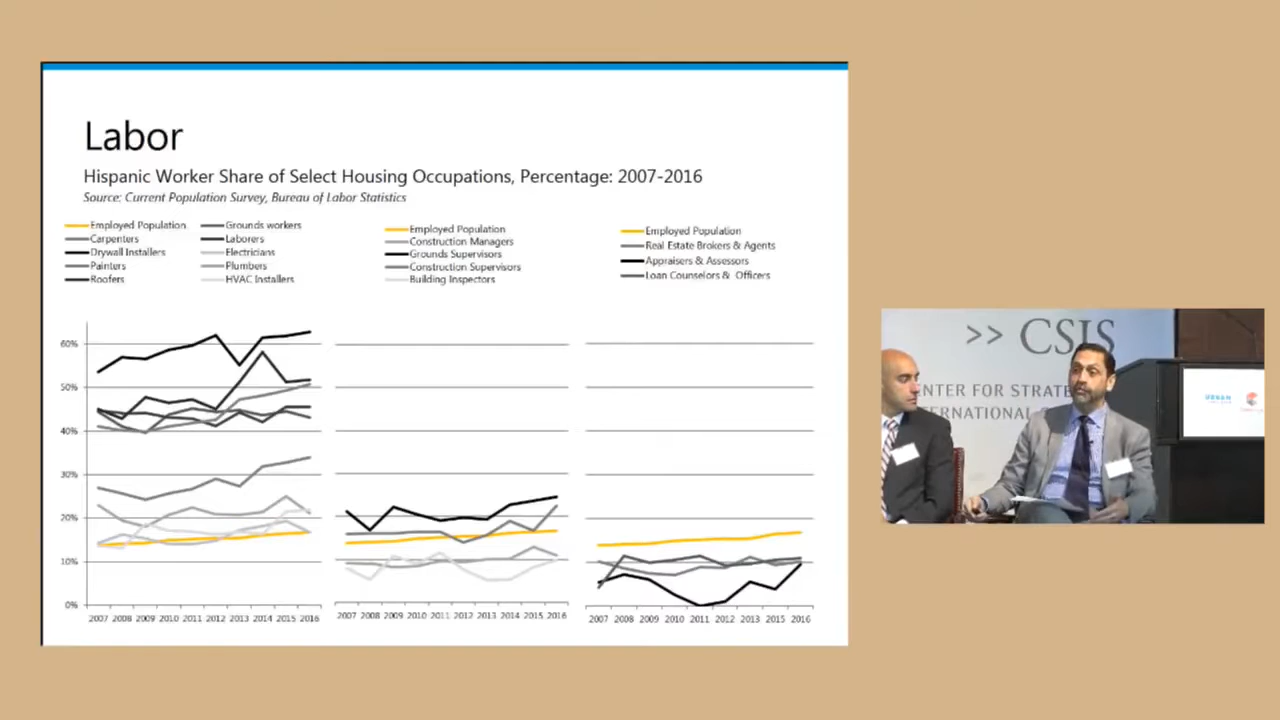 Labor
Hispanic Worker Share of Select Housing Occupations, Percentage: 2007-2016
Source: Current Population Survey, Bureau of Labor Statistics
Employed Population
Carpenters
Drywall Installers
Painters
Roofers
Grounds workers
Laborers
Electricians
Plumbers
HVAC Installers
Employed Population
Construction Managers
Grounds Supervisors
Construction Supervisors
Building Inspectors
Employed Population
Real Estate Brokers & Agents
Appraisers & Assessors
Loan Counselors & Officers
60%
50%
40%
30%
20%
10%
0%
2007 2008 2009 2010 2011 2012 2013 2014 2015 2016
2007 2008 2009 2010 2011 2012 2013 2014 2015 2016
2007 2008 2009 2010 2011 2012 2013 2014 2015 2016
>> CSIS
ENTER FOR STRATE
TERNATIONAL
URBAN